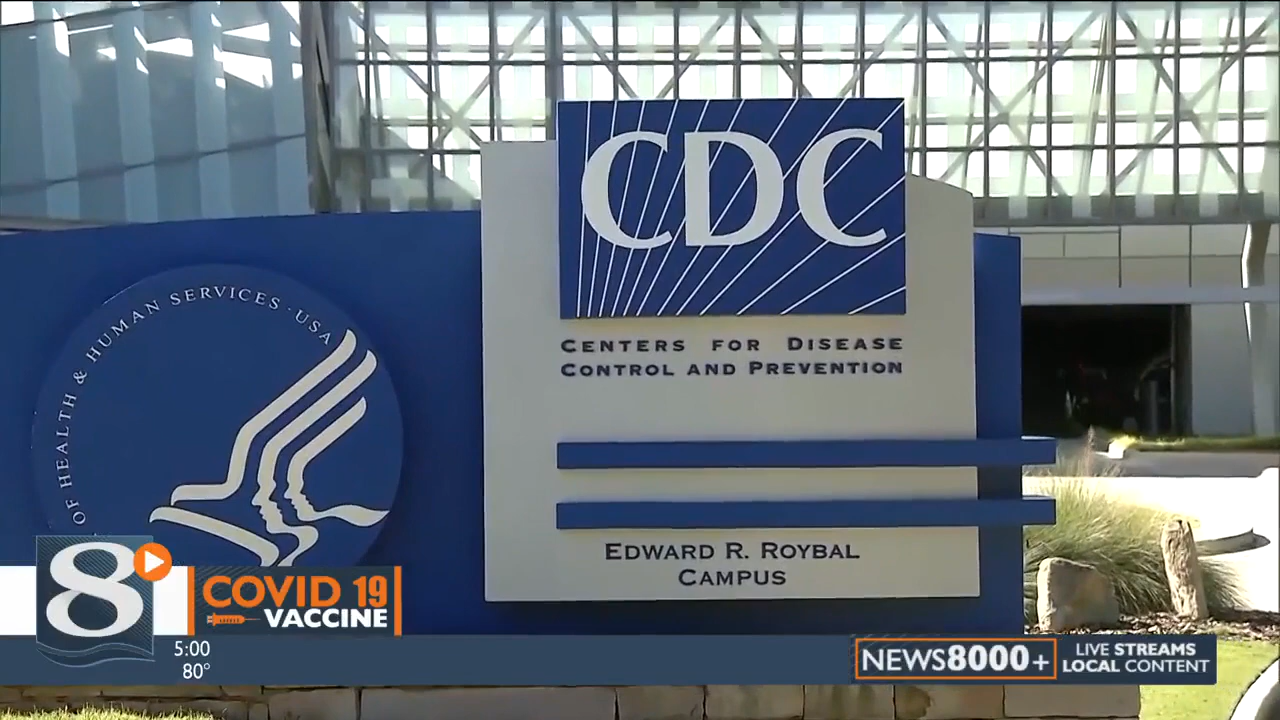 OF HEALTH & HUMAN SERVICES · USA
CDC
CENTERS FOR DISEASE
CONTROL AND PREVENTION
EDWARD R. ROYBAL
CAMPUS
8
COVID 19
VACCINE
5:00
80°
NEWS8000+
LIVE STREAMS
LOCAL CONTENT